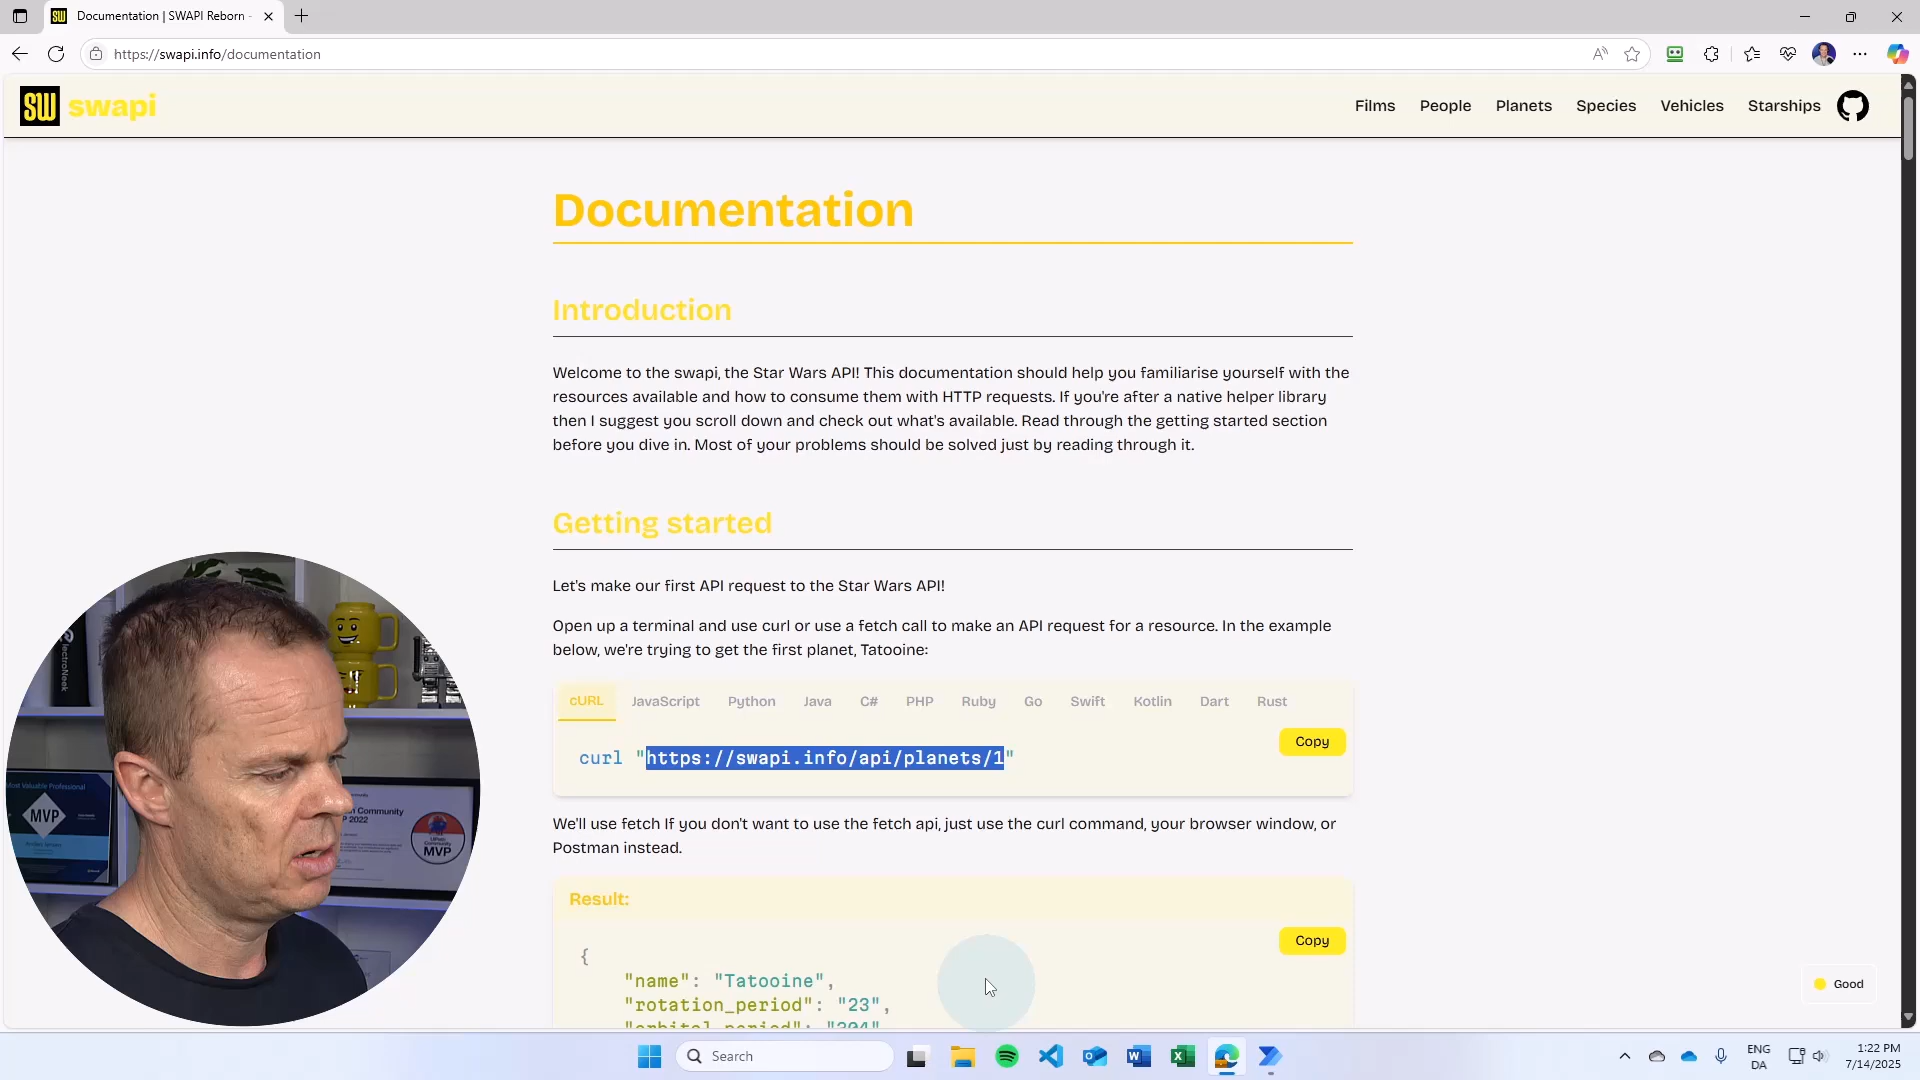 Documentation | SWAPI Reborn -
https://swapi.info/documentation
SW swapi
Films People Planets Species Vehicles Starships
Documentation
Introduction
Welcome to the swapi, the Star Wars API! This documentation should help you familiarise yourself with the
resources available and how to consume them with HTTP requests. If you're after a native helper library
then I suggest you scroll down and check out what's available. Read through the getting started section
before you dive in. Most of your problems should be solved just by reading through it.
Getting started
Let's make our first API request to the Star Wars API!
Open up a terminal and use curl or use a fetch call to make an API request for a resource. In the example
below, we're trying to get the first planet, Tatooine:
cURL JavaScript Python Java C# PHP Ruby Go Swift Kotlin Dart Rust
Copy
curl "https://swapi.info/api/planets/1"
We'll use fetch If you don't want to use the fetch api, just use the curl command, your browser window, or
Postman instead.
Result:
Copy
{
"name": "Tatooine",
"rotation_period": "23",
"orbital_period": "304"
Good
MVP
MVP
Search
ENG
DA
1:22 PM
7/14/2025